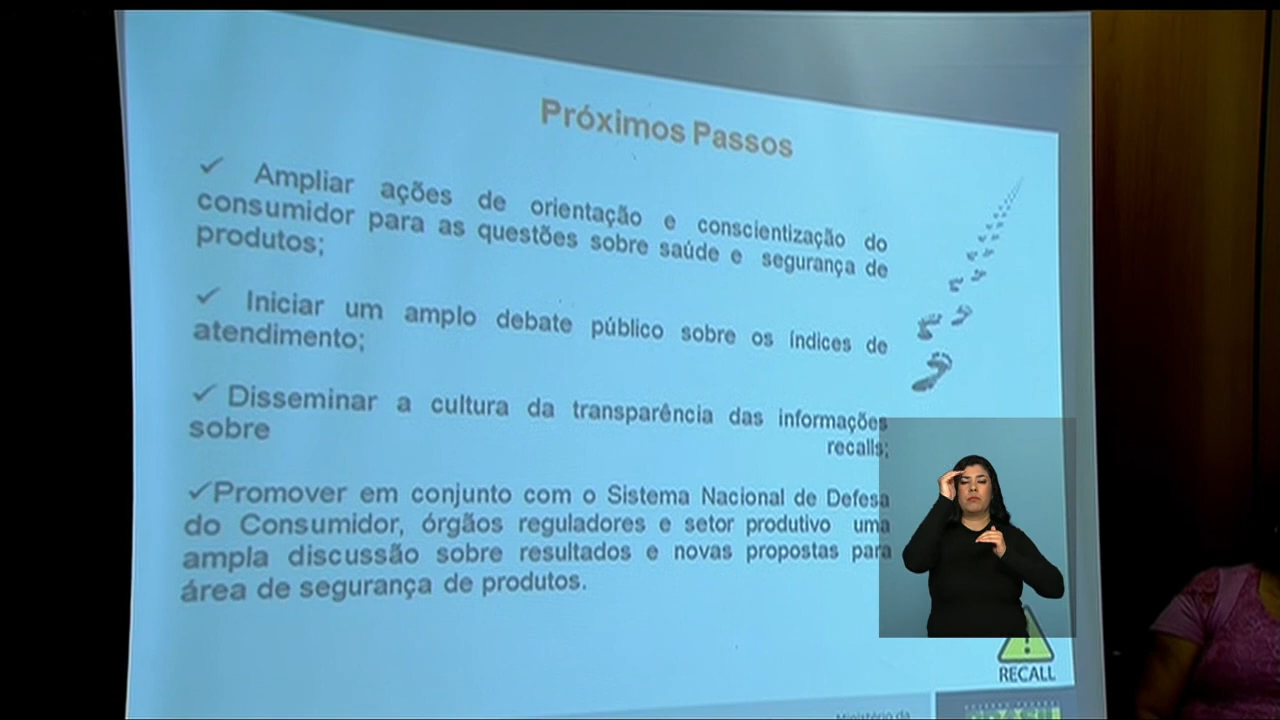 Próximos Passos
✓ Ampliar ações de orientação e conscientização do
consumidor para as questões sobre saúde e segurança de
produtos;
✓ Iniciar um amplo debate público sobre os índices de
atendimento;
✓ Disseminar a cultura da transparência das informações
sobre recalls;
✓Promover em conjunto com o Sistema Nacional de Defesa
do Consumidor, órgãos reguladores e setor produtivo uma
ampla discussão sobre resultados e novas propostas para
área de segurança de produtos.
RECALL
Ministério da